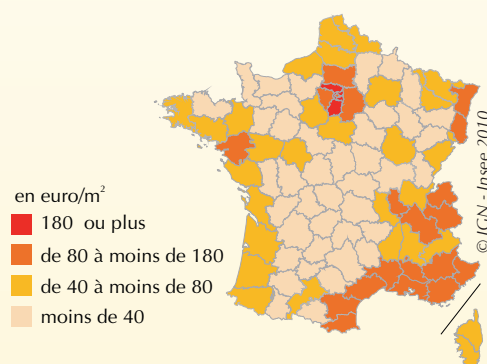 en euro/m²
180 ou plus
de 80 à moins de 180
de 40 à moins de 80
moins de 40
© IGN - Insee 2010